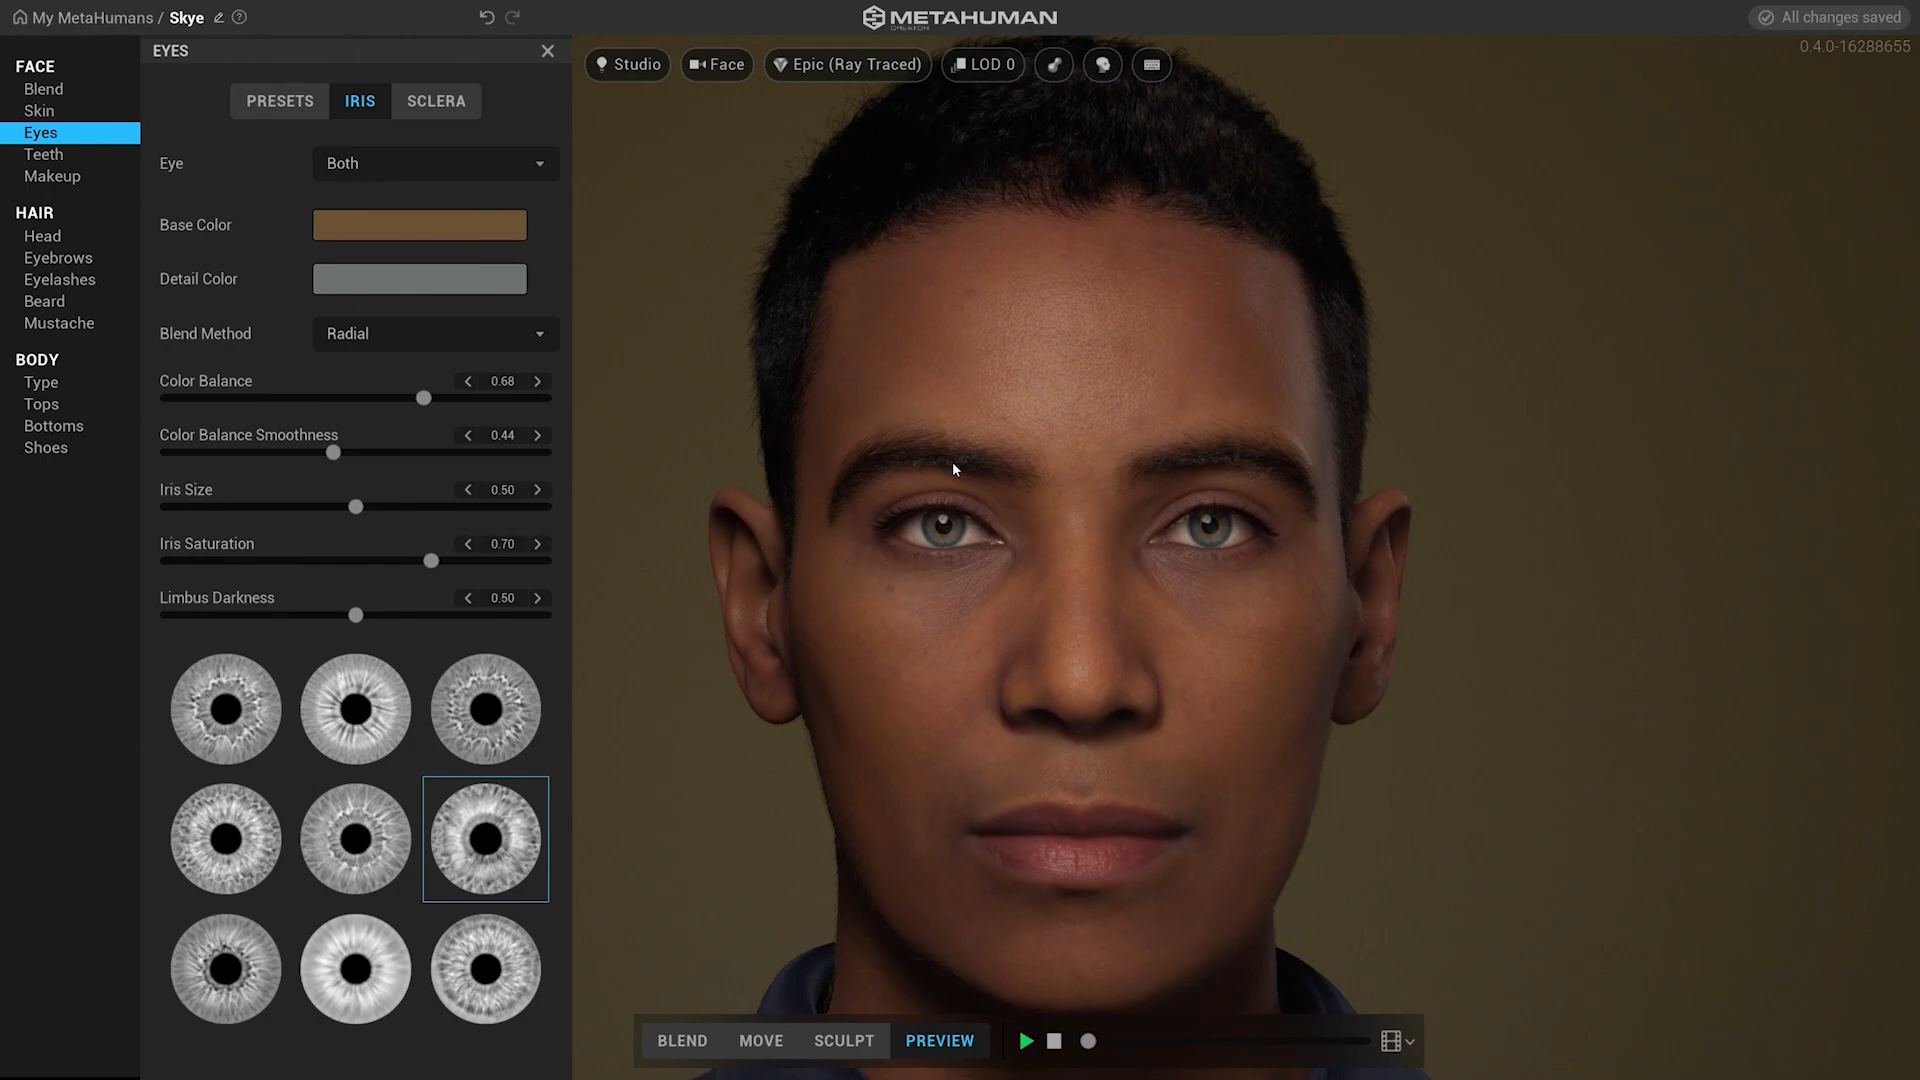 My MetaHumans / Skye
METAHUMAN
CREATOR
All changes saved
0.4.0-16288655
FACE
Blend
Skin
Eyes
Teeth
Makeup
HAIR
Head
Eyebrows
Eyelashes
Beard
Mustache
BODY
Type
Tops
Bottoms
Shoes
EYES
PRESETS IRIS SCLERA
Eye Both
Base Color
Detail Color
Blend Method Radial
Color Balance 0.68
Color Balance Smoothness 0.44
Iris Size 0.50
Iris Saturation 0.70
Limbus Darkness 0.50
Studio Face Epic (Ray Traced) LOD 0
BLEND MOVE SCULPT PREVIEW